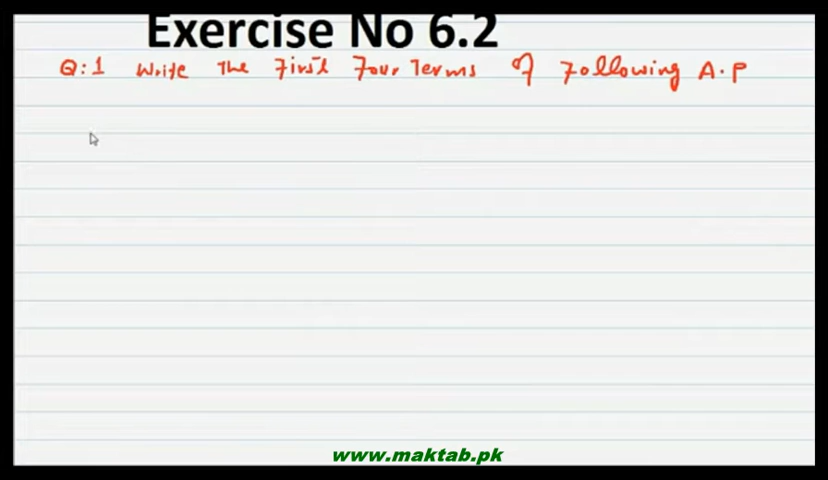 Exercise No 6.2
Q:1 Write The First Four Terms of Following A.P
www.maktab.pk